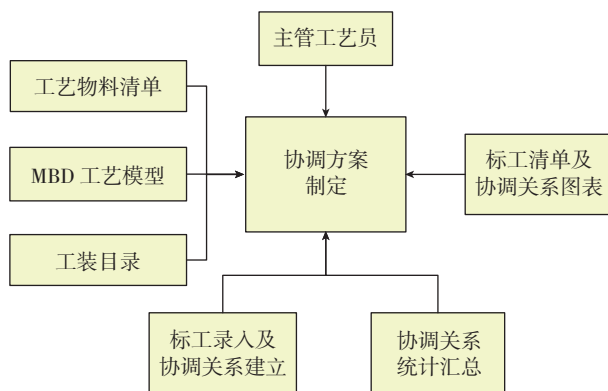 主管工艺员
工艺物料清单
MBD 工艺模型
工装目录
协调方案
制定
标工清单及
协调关系图表
标工录入及
协调关系建立
协调关系
统计汇总